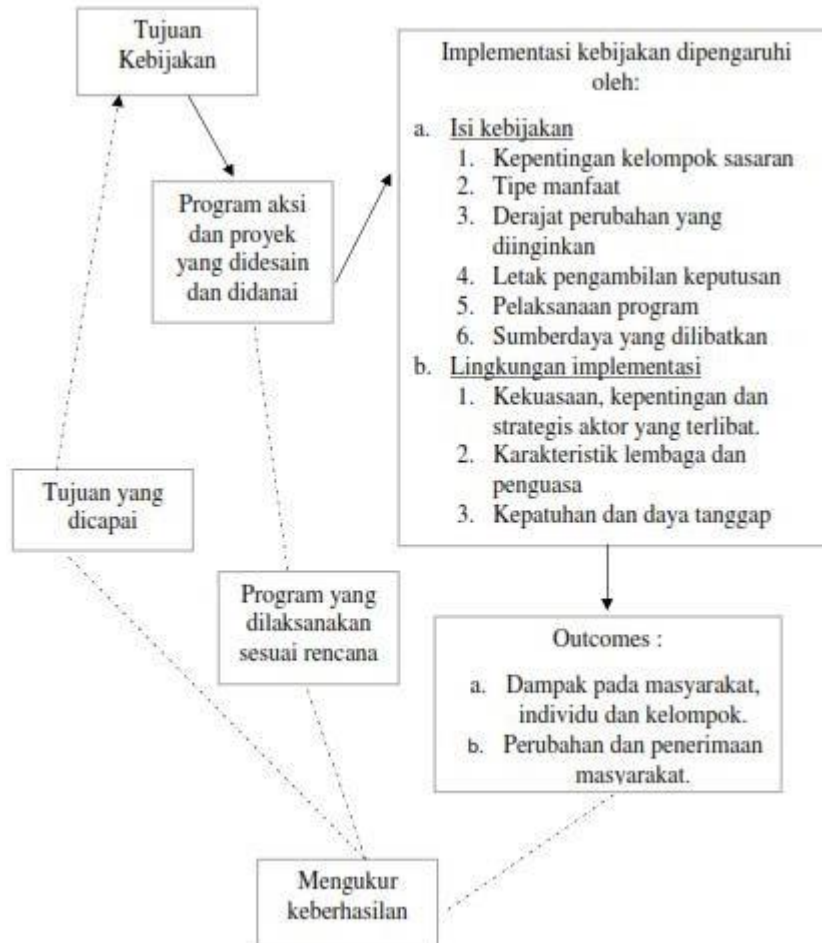 Tujuan
Kebijakan
Implementasi kebijakan dipengaruhi
oleh:
a. Isi kebijakan
1. Kepentingan kelompok sasaran
2. Tipe manfaat
3. Derajat perubahan yang
diinginkan
4. Letak pengambilan keputusan
5. Pelaksanaan program
6. Sumberdaya yang dilibatkan
b. Lingkungan implementasi
1. Kekuasaan, kepentingan dan
strategis aktor yang terlibat.
2. Karakteristik lembaga dan
penguasa
3. Kepatuhan dan daya tanggap
Program aksi
dan proyek
yang didesain
dan didanai
Tujuan yang
dicapai
Program yang
dilaksanakan
sesuai rencana
Outcomes :
a. Dampak pada masyarakat,
individu dan kelompok.
b. Perubahan dan penerimaan
masyarakat.
Mengukur
keberhasilan